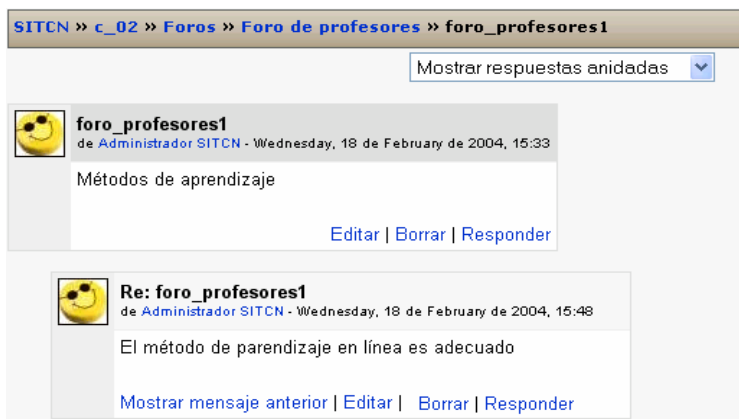 SITCN » c_02 » Foros » Foro de profesores » foro_profesores1
Mostrar respuestas anidadas
foro_profesores1
de Administrador SITCN - Wednesday, 18 de February de 2004, 15:33
Métodos de aprendizaje
Editar | Borrar | Responder
Re: foro_profesores1
de Administrador SITCN - Wednesday, 18 de February de 2004, 15:48
El método de parendizaje en línea es adecuado
Mostrar mensaje anterior | Editar | Borrar | Responder